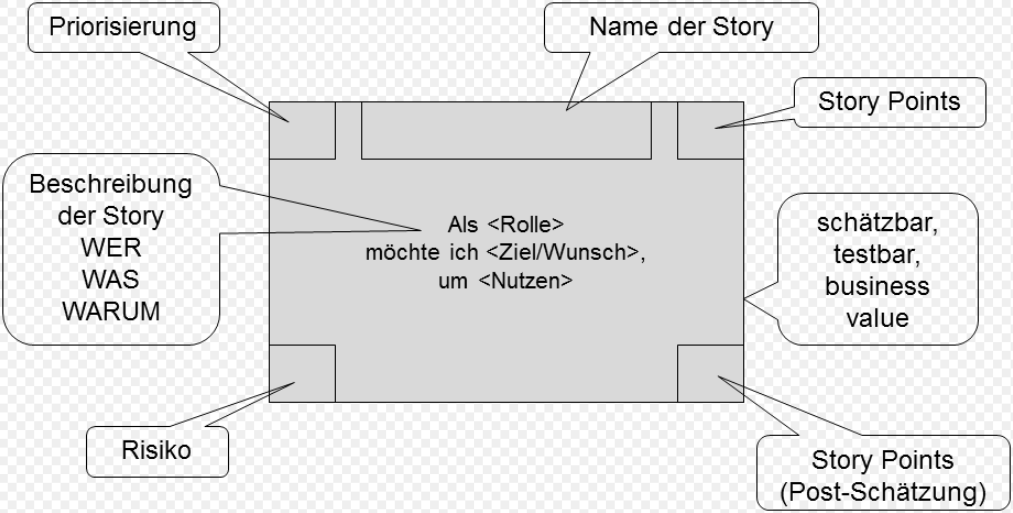 Priorisierung
Name der Story
Story Points
Beschreibung
der Story
WER
WAS
WARUM
Als <Rolle>
möchte ich <Ziel/Wunsch>,
um <Nutzen>
schätzbar,
testbar,
business
value
Risiko
Story Points
(Post-Schätzung)